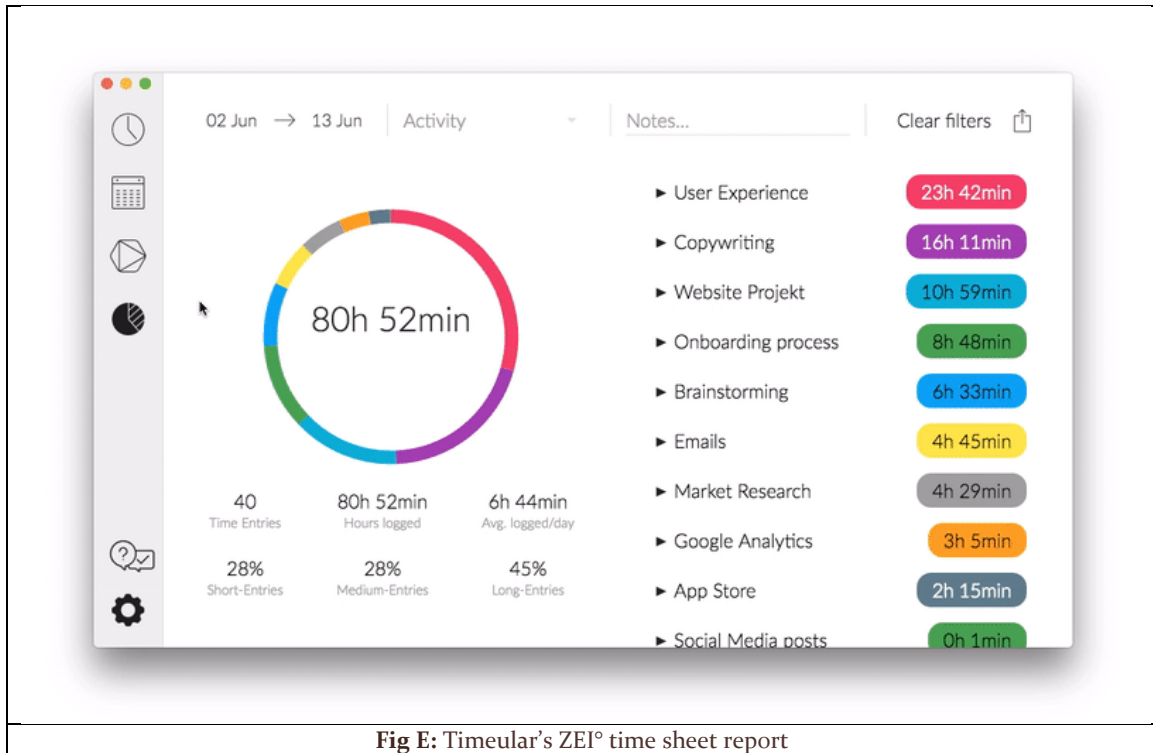 02 Jun → 13 Jun Activity Notes... Clear filters
80h 52min
40 80h 52min 6h 44min
Time Entries Hours logged Avg. logged/day
28% 28% 45%
Short-Entries Medium-Entries Long-Entries
User Experience 23h 42min
Copywriting 16h 11min
Website Projekt 10h 59min
Onboarding process 8h 48min
Brainstorming 6h 33min
Emails 4h 45min
Market Research 4h 29min
Google Analytics 3h 5min
App Store 2h 15min
Social Media posts 0h 1min
Fig E: Timeular's ZEI° time sheet report